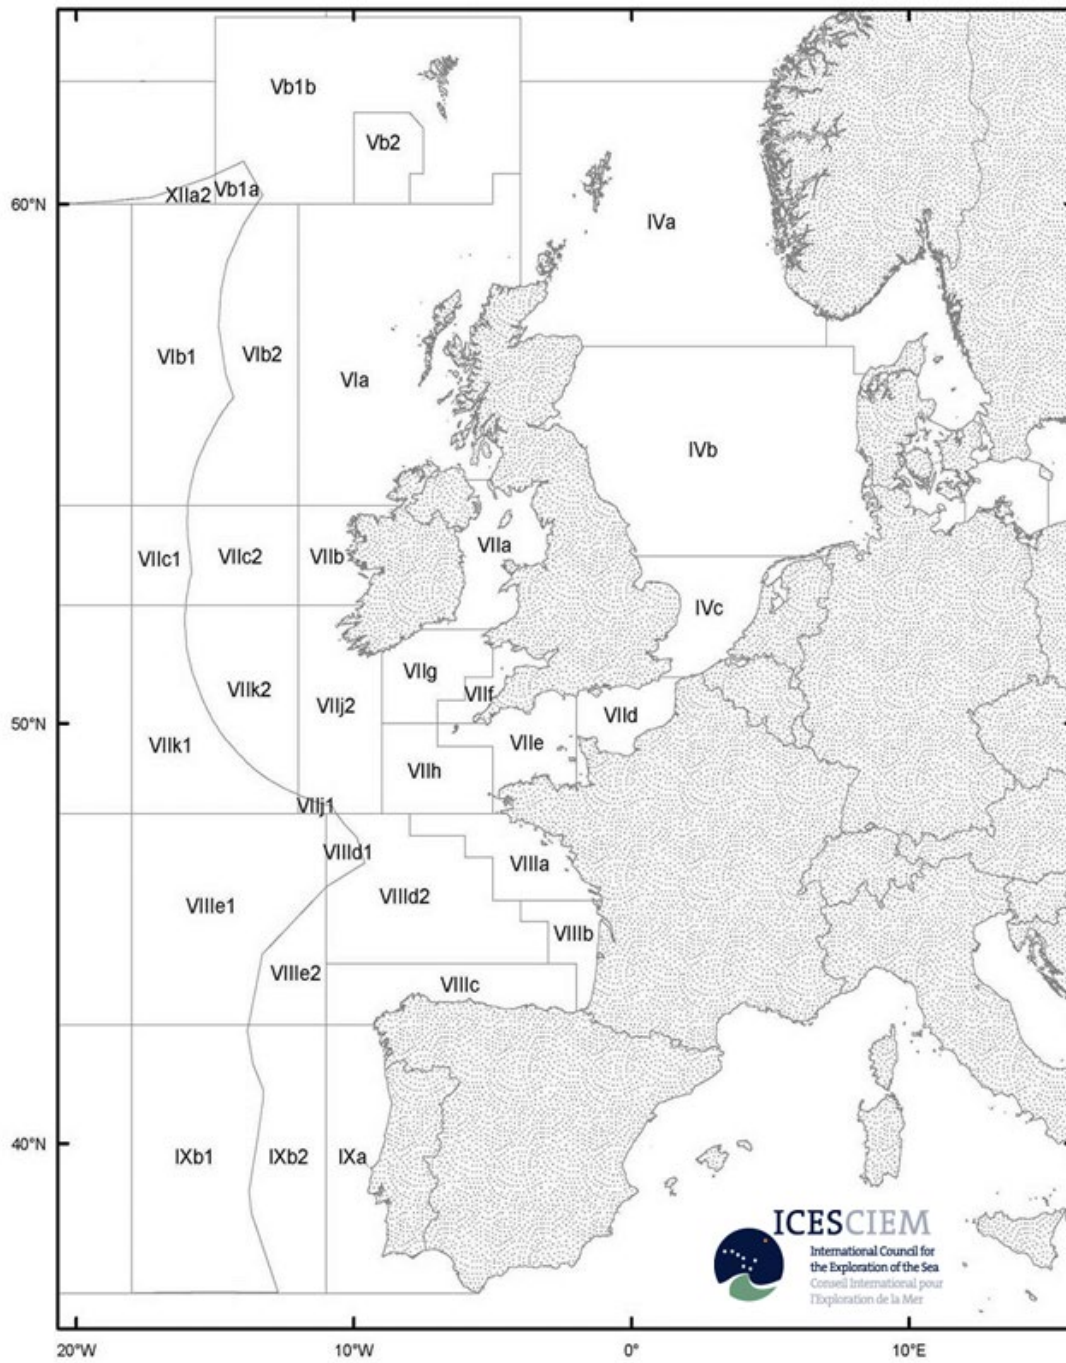 Vb1b
Vb2
XIIa2
Vb1a
60°N
IVa
VIb1
VIb2
VIa
IVb
VIIc1
VIIc2
VIIb
VIIa
IVc
VIIg
VIIk2
VIIj2
VIIf
VIId
50°N
VIIk1
VIIe
VIIh
VIIj1
VIIId1
VIIIa
VIIId2
VIIIe1
VIIIb
VIIIe2
VIIIc
40°N
IXb1
IXb2
IXa
ICESCIEM
International Council for
the Exploration of the Sea
Conseil International pour
l'Exploration de la Mer
20°W
10°W
0°
10°E